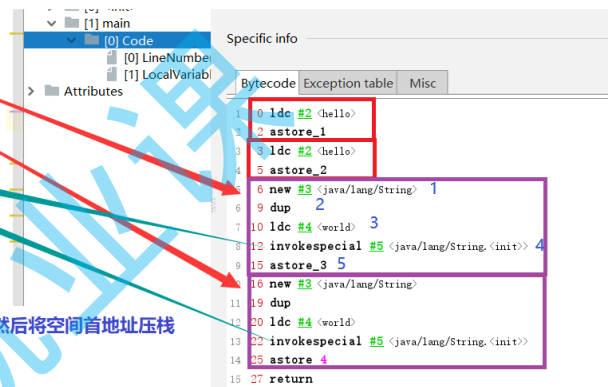 [0] <init>
[1] main
[0] Code
[0] LineNumber
[1] LocalVariabl
Attributes
Specific info
Bytecode Exception table Misc
1 0 ldc #2 <hello>
2 2 astore_1
3 3 ldc #2 <hello>
4 5 astore_2
5 6 new #3 <java/lang/String> 1
6 9 dup 2
7 10 ldc #4 <world> 3
8 12 invokespecial #5 <java/lang/String.<init>> 4
9 15 astore_3 5
10 16 new #3 <java/lang/String>
11 19 dup
12 20 ldc #4 <world>
13 22 invokespecial #5 <java/lang/String.<init>>
14 25 astore 4
15 27 return
然后将空间首地址压栈
业课